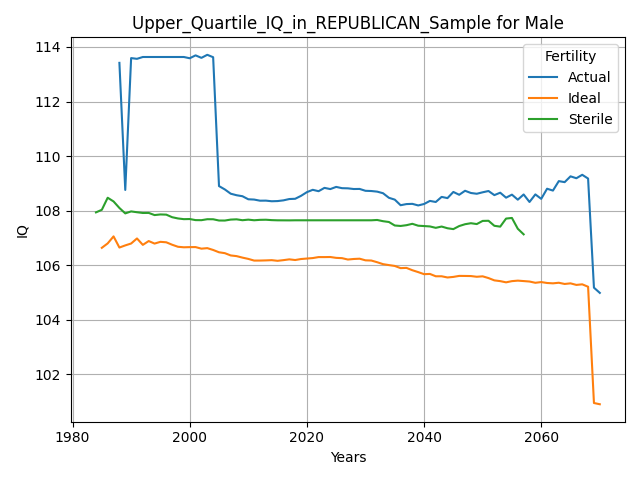 Upper_Quartile_IQ_in_REPUBLICAN_Sample for Male
Fertility
Actual
Ideal
Sterile
IQ
114
112
110
108
106
104
102
1980
2000
2020
2040
2060
Years